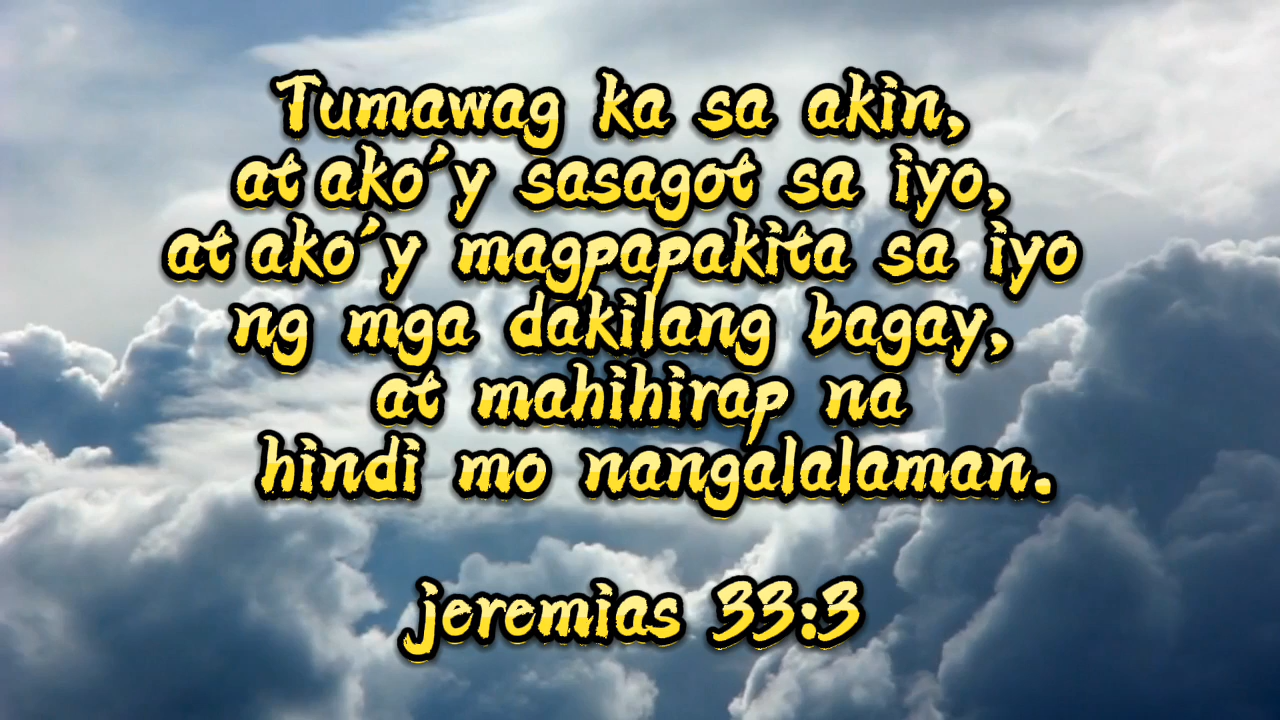 Tumawag ka sa akin,
at ako'y sasagot sa iyo,
at ako'y magpapakita sa iyo
ng mga dakilang bagay,
at mahihirap na
hindi mo nangalalaman.
jeremias 33:3